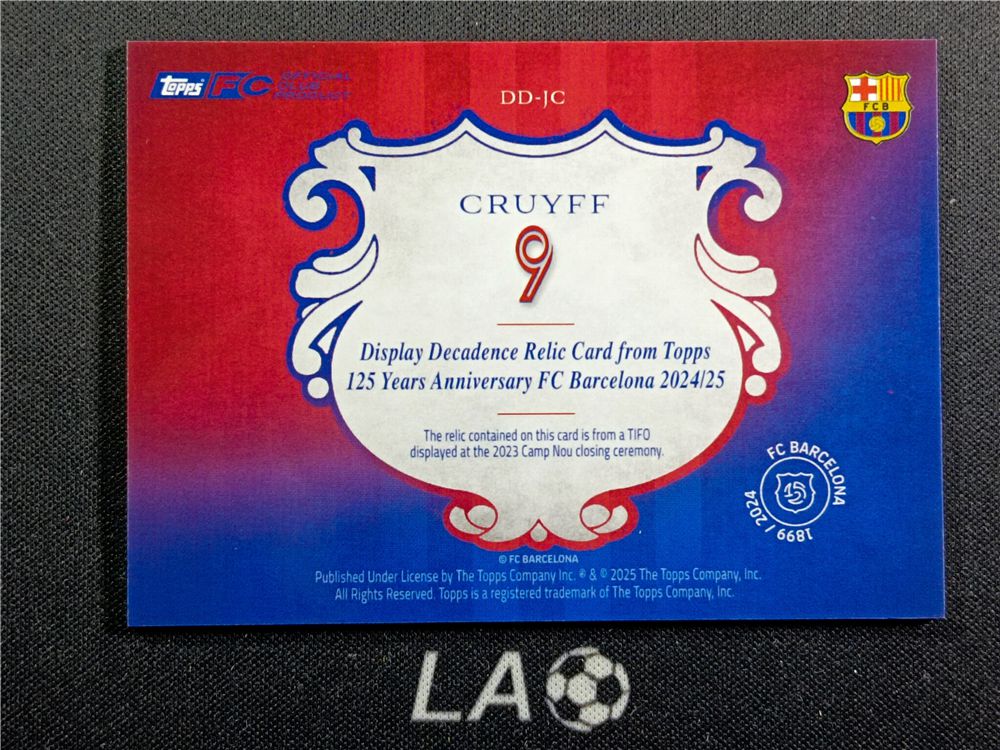 Topps FC OFFICIAL
CLUB
PRODUCT
DD-JC
FCB
CRUYFF
9
Display Decadence Relic Card from Topps
125 Years Anniversary FC Barcelona 2024/25
The relic contained on this card is from a TIFO
displayed at the 2023 Camp Nou closing ceremony.
FC BARCELONA
125
1899 / 2024
© FC BARCELONA
Published Under License by The Topps Company Inc. ® & © 2025 The Topps Company, Inc.
All Rights Reserved. Topps is a registered trademark of The Topps Company, Inc.
LA